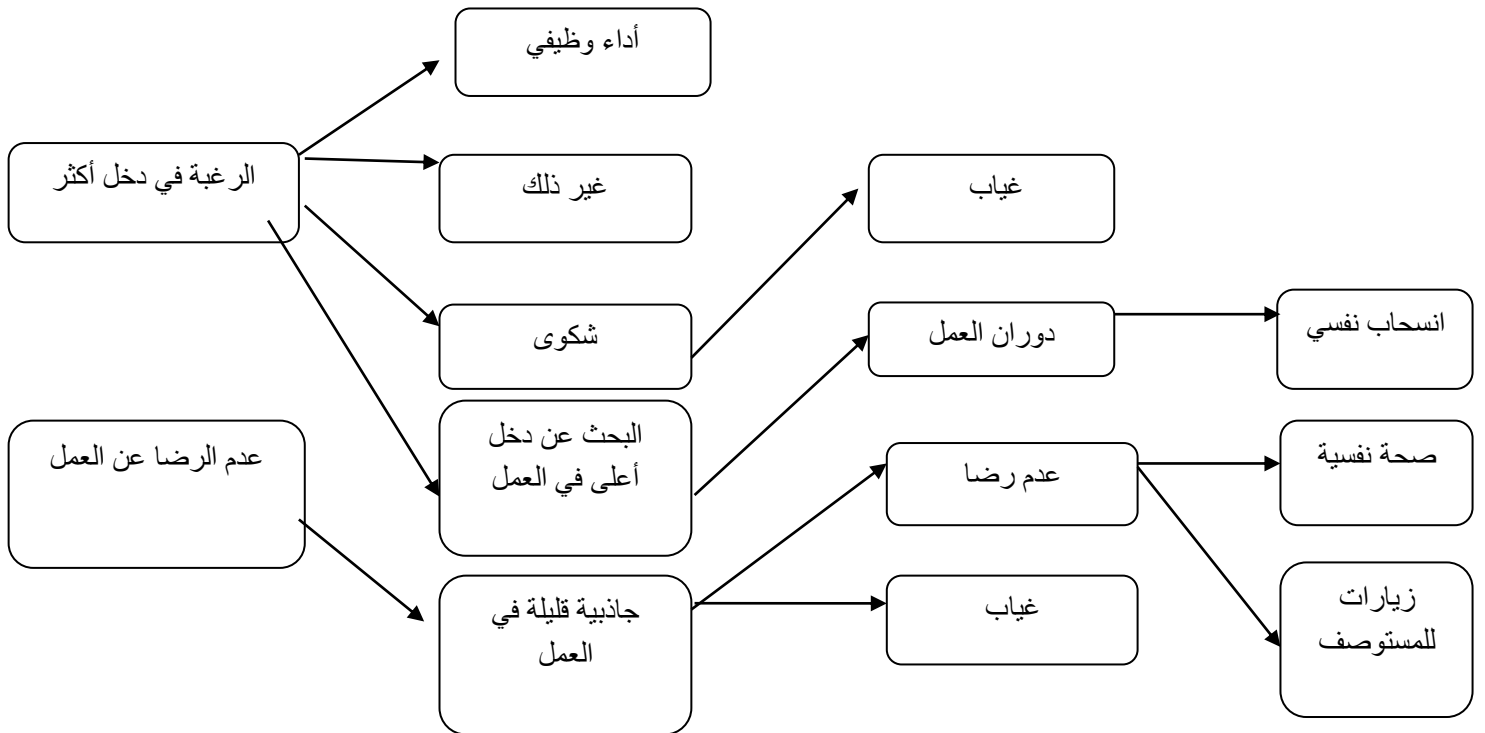 أداء وظيفي
الرغبة في دخل أكثر
غير ذلك
غياب
شكوى
دوران العمل
انسحاب نفسي
عدم الرضا عن العمل
البحث عن دخل
أعلى في العمل
عدم رضا
صحة نفسية
جاذبية قليلة في
العمل
غياب
زيارات
للمستوصف